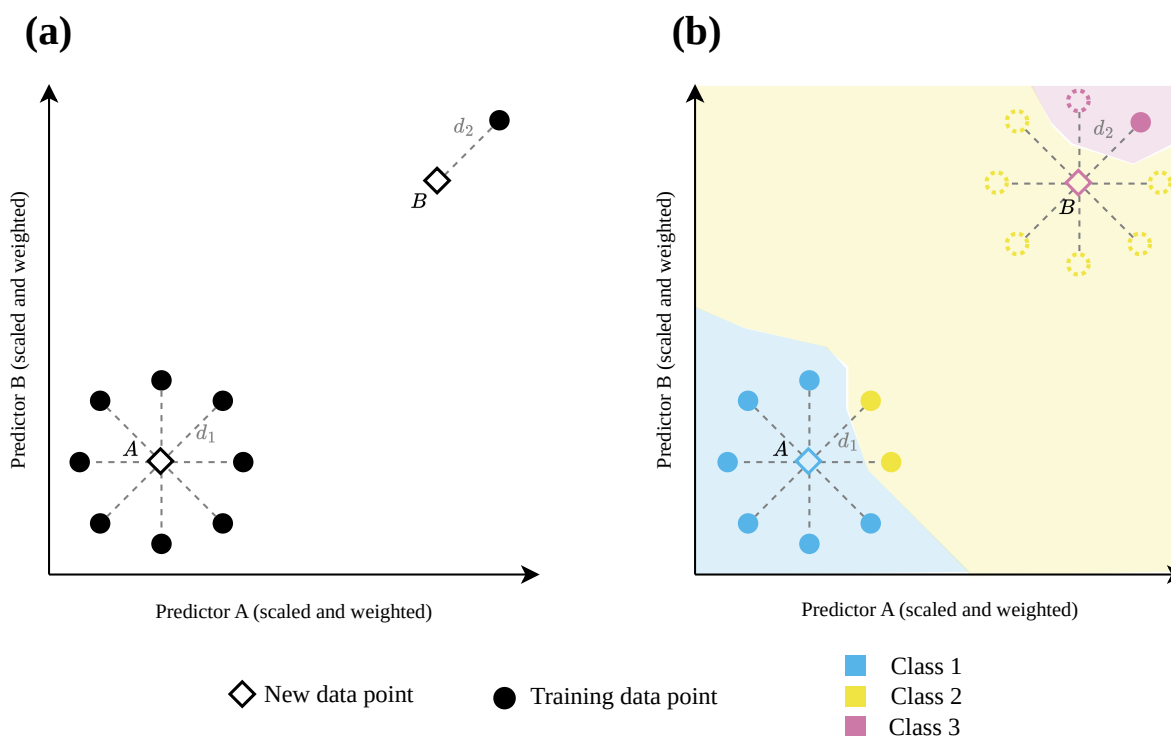 (a)
(b)
d2
B
Predictor B (scaled and weighted)
A
d1
Predictor A (scaled and weighted)
d2
B
Predictor B (scaled and weighted)
A
d1
Predictor A (scaled and weighted)
New data point
Training data point
Class 1
Class 2
Class 3